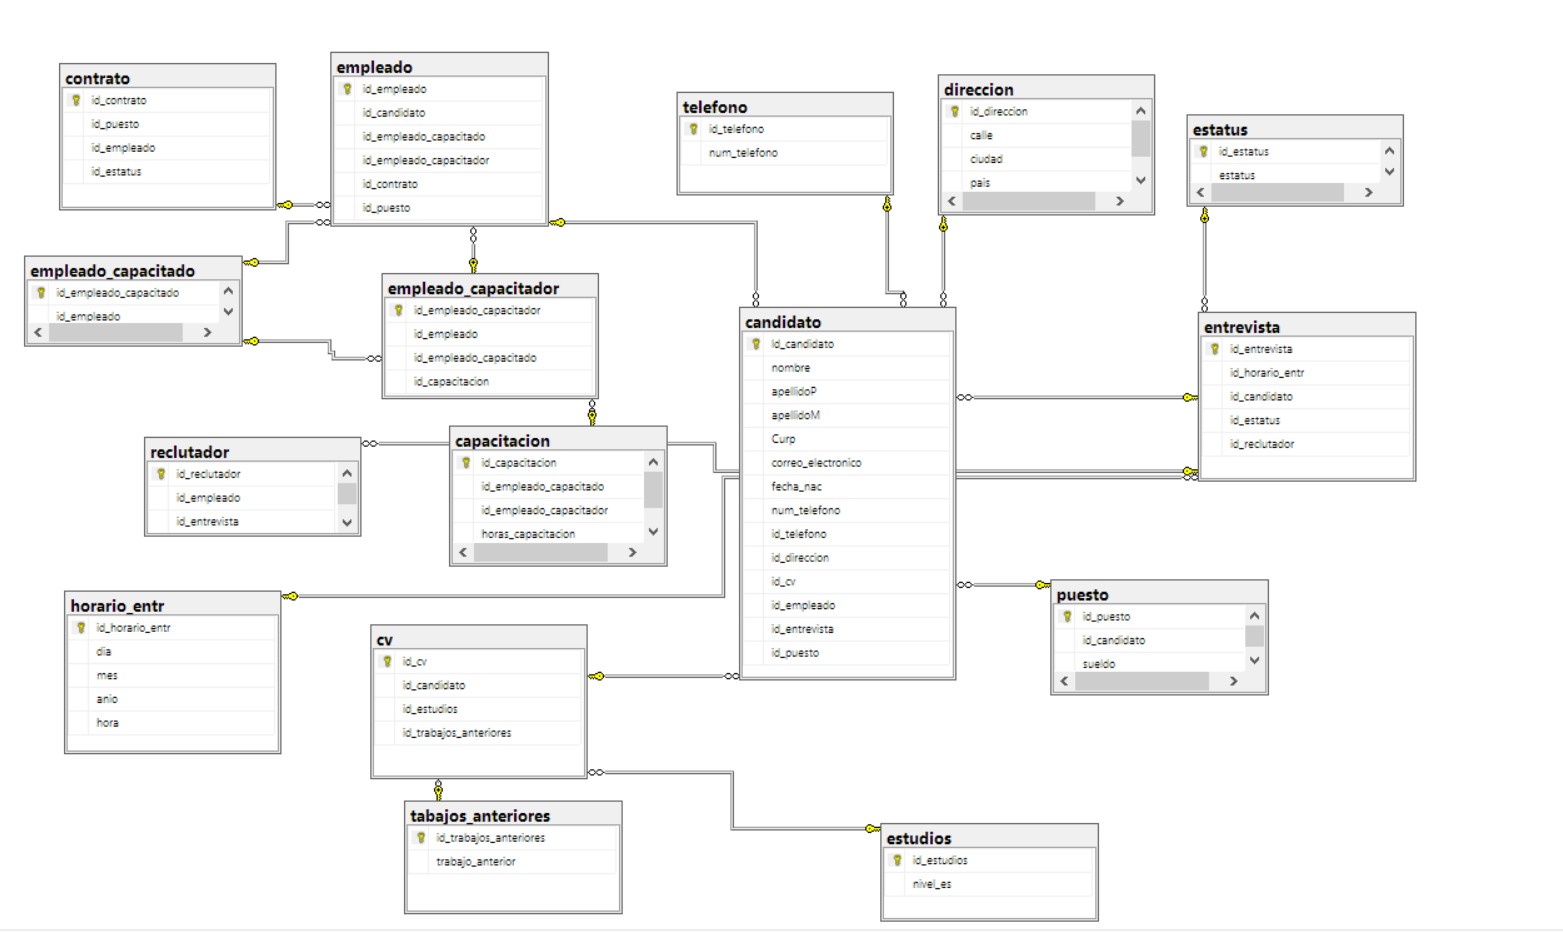 contrato
id_contrato
id_puesto
id_empleado
id_estatus
empleado
id_empleado
id_candidato
id_empleado_capacitado
id_empleado_capacitador
id_contrato
id_puesto
telefono
id_telefono
num_telefono
direccion
id_direccion
calle
ciudad
pais
estatus
id_estatus
estatus
empleado_capacitado
id_empleado_capacitado
id_empleado
empleado_capacitador
id_empleado_capacitador
id_empleado
id_empleado_capacitado
id_capacitacion
candidato
id_candidato
nombre
apellidoP
apellidoM
Curp
correo_electronico
fecha_nac
num_telefono
id_telefono
id_direccion
id_cv
id_empleado
id_entrevista
id_puesto
entrevista
id_entrevista
id_horario_entr
id_candidato
id_estatus
id_reclutador
reclutador
id_reclutador
id_empleado
id_entrevista
capacitacion
id_capacitacion
id_empleado_capacitado
id_empleado_capacitador
horas_capacitacion
puesto
id_puesto
id_candidato
sueldo
horario_entr
id_horario_entr
dia
mes
anio
hora
cv
id_cv
id_candidato
id_estudios
id_trabajos_anteriores
tabajos_anteriores
id_trabajos_anteriores
trabajo_anterior
estudios
id_estudios
nivel_es